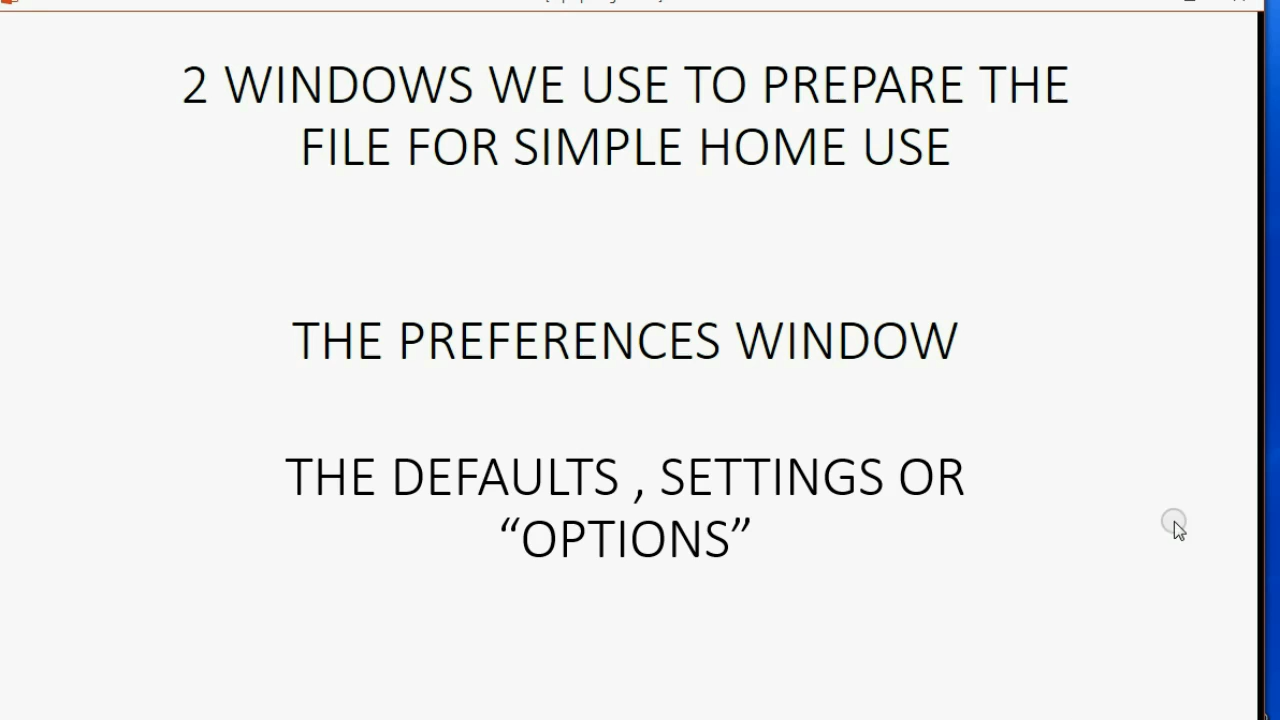 2 WINDOWS WE USE TO PREPARE THE
FILE FOR SIMPLE HOME USE
THE PREFERENCES WINDOW
THE DEFAULTS , SETTINGS OR
“OPTIONS”